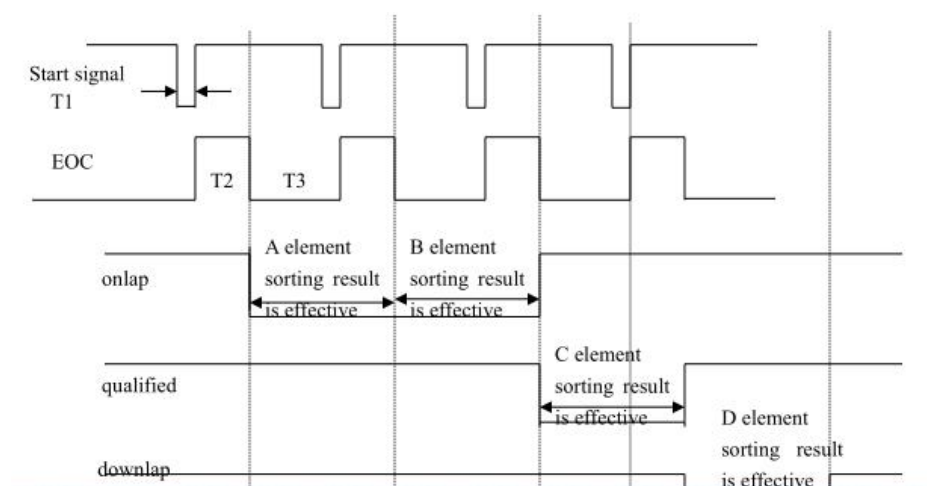 Start signal
T1
EOC
T2
T3
A element
sorting result
is effective
B element
sorting result
is effective
onlap
C element
sorting result
is effective
qualified
D element
sorting result
is effective
downlap